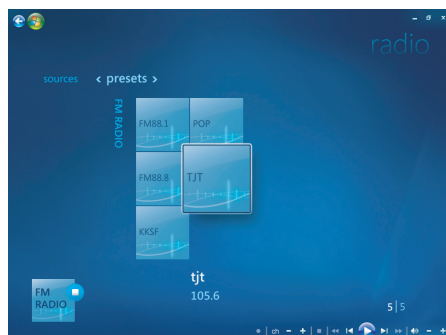 radio
sources < presets >
FM RADIO
FM88.1 POP
FM88.8 TJT
KKSF
tjt
105.6
FM
RADIO
5|5
ch - +